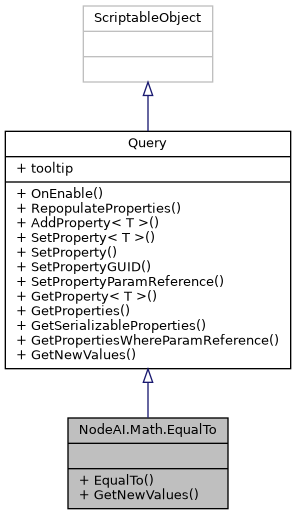 ScriptableObject
Query
+ tooltip
+ OnEnable()
+ RepopulateProperties()
+ AddProperty< T >()
+ SetProperty< T >()
+ SetProperty()
+ SetPropertyGUID()
+ SetPropertyParamReference()
+ GetProperty< T >()
+ GetProperties()
+ GetSerializableProperties()
+ GetPropertiesWhereParamReference()
+ GetNewValues()
NodeAI.Math.EqualTo
+ EqualTo()
+ GetNewValues()